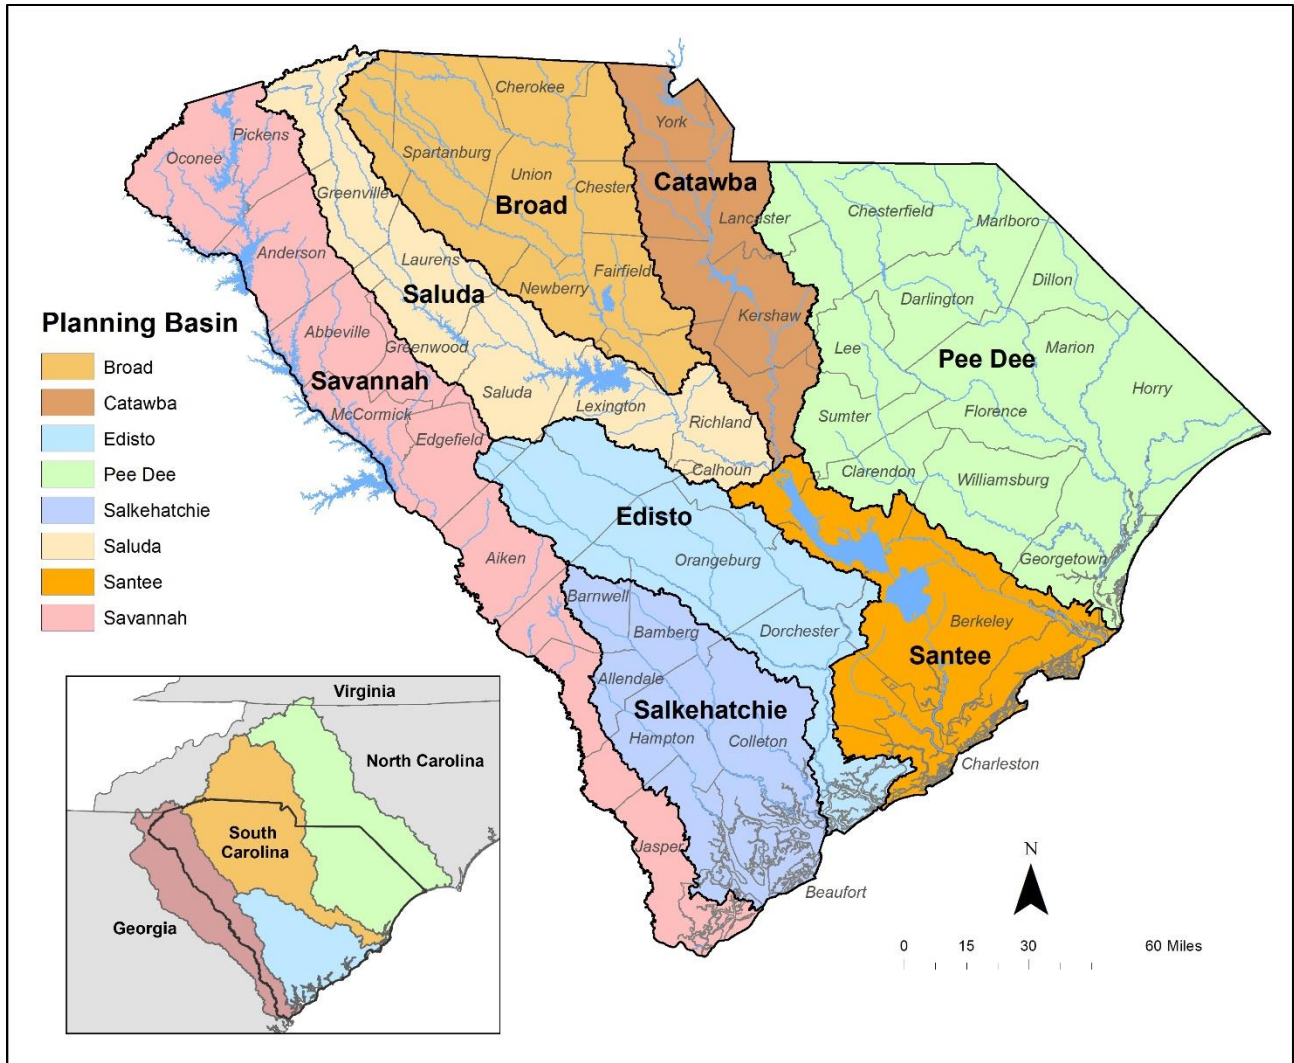 Cherokee
York
Pickens
Oconee
Spartanburg
Union
Chester
Catawba
Greenville
Broad
Lancaster
Chesterfield
Marlboro
Anderson
Laurens
Fairfield
Newberry
Saluda
Dillon
Darlington
Kershaw
Planning Basin
Abbeville
Greenwood
Lee
Marion
Pee Dee
Broad
Savannah
Saluda
Horry
Catawba
McCormick
Lexington
Richland
Sumter
Florence
Edisto
Edgefield
Calhoun
Clarendon
Williamsburg
Pee Dee
Salkehatchie
Edisto
Saluda
Aiken
Orangeburg
Georgetown
Santee
Barnwell
Savannah
Bamberg
Dorchester
Berkeley
Santee
Allendale
Salkehatchie
Hampton
Colleton
Charleston
Jasper
Beaufort
Virginia
North Carolina
South
Carolina
Georgia
N
0 15 30 60 Miles